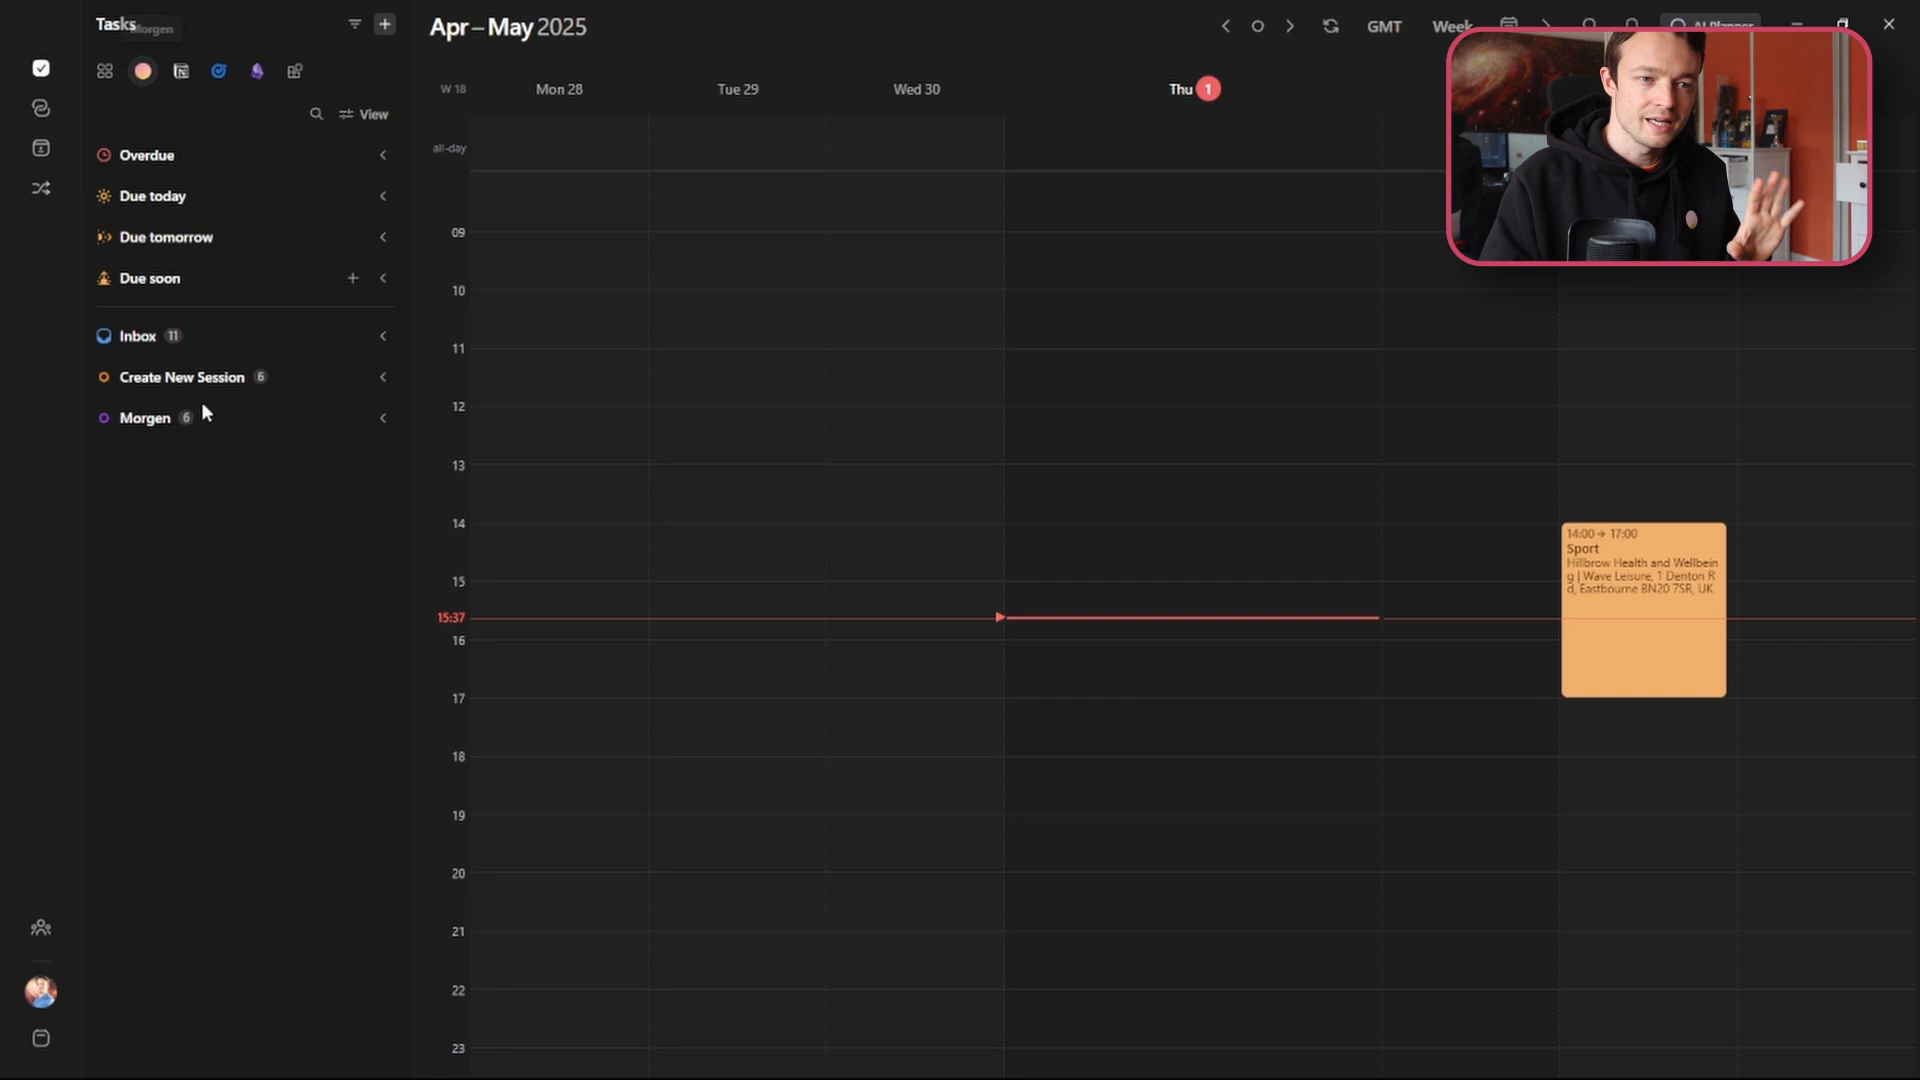 Tasks
Morgen
Apr–May 2025
GMT
Week
AI Planner
W 18
Mon 28
Tue 29
Wed 30
Thu 1
View
all-day
Overdue
Due today
Due tomorrow
Due soon
Inbox 11
Create New Session 6
Morgen 6
09
10
11
12
13
14
15
15:37
16
17
18
19
20
21
22
23
14:00 → 17:00
Sport
Hillbrow Health and Wellbein
g | Wave Leisure, 1 Denton R
d, Eastbourne BN20 7SR, UK